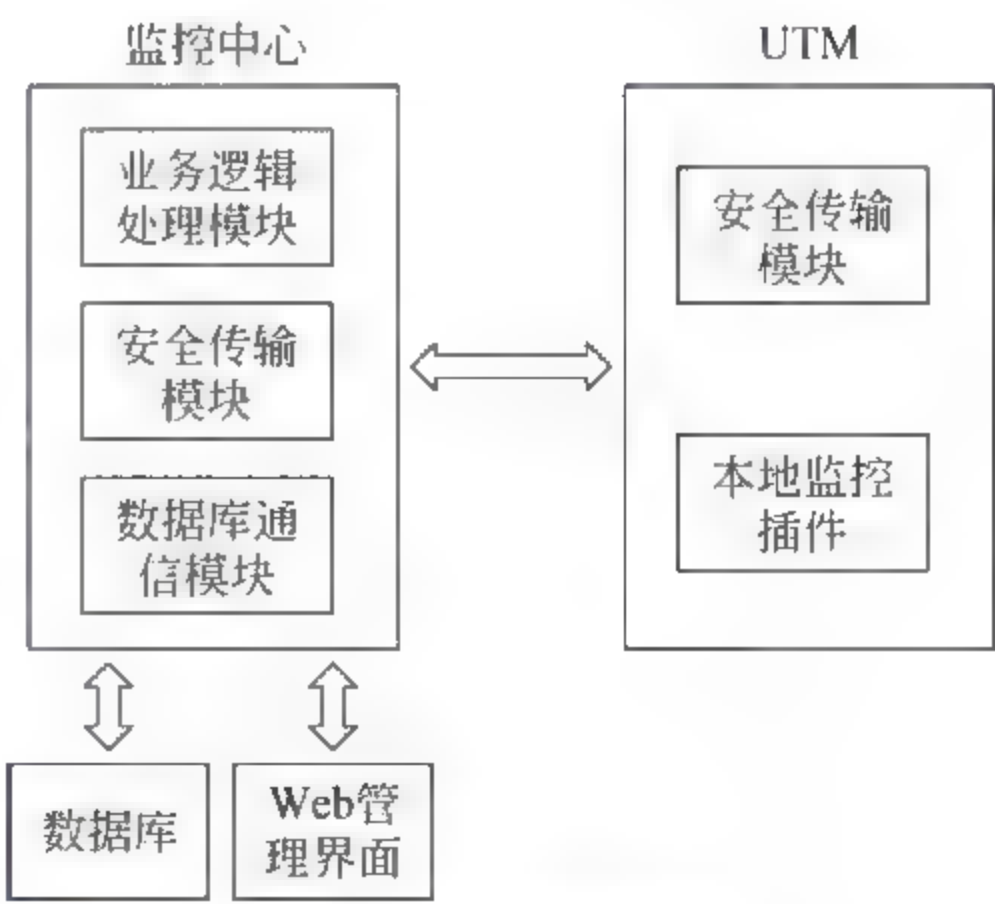 监控中心
UTM
业务逻辑
处理模块
安全传输
模块
数据库通
信模块
安全传输
模块
本地监控
插件
数据库
Web管
理界面